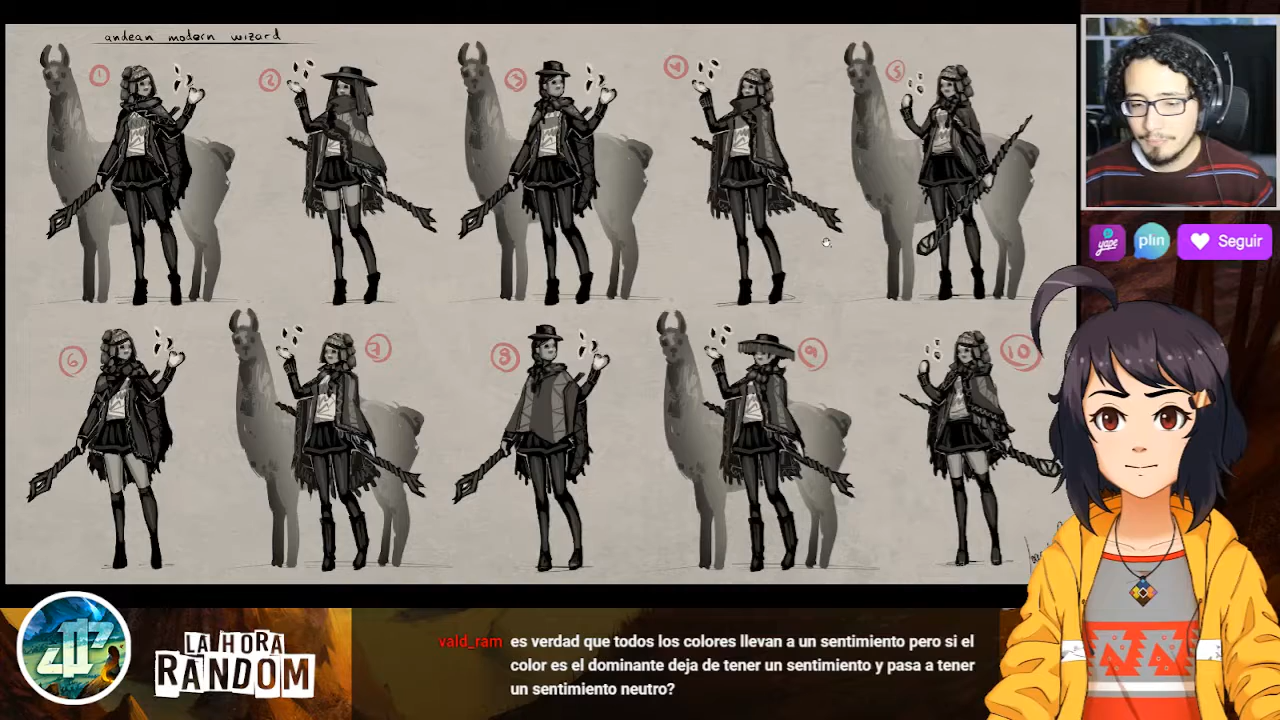 andean modern wizard
1
2
3
4
5
yape
plin
Seguir
6
7
8
9
10
LA HORA
RANDOM
vald_ram es verdad que todos los colores llevan a un sentimiento pero si el
color es el dominante deja de tener un sentimiento y pasa a tener
un sentimiento neutro?